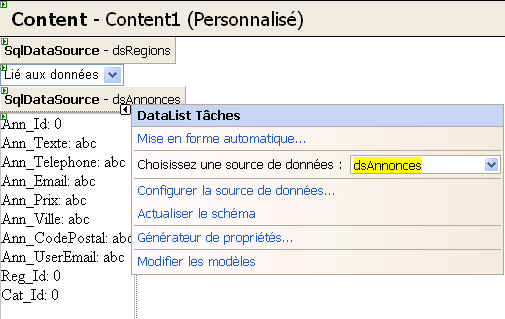 Content - Content1 (Personnalisé)
SqlDataSource - dsRegions
Lié aux données
SqlDataSource - dsAnnonces
Ann_Id: 0
Ann_Texte: abc
Ann_Telephone: abc
Ann_Email: abc
Ann_Prix: abc
Ann_Ville: abc
Ann_CodePostal: abc
Ann_UserEmail: abc
Reg_Id: 0
Cat_Id: 0
DataList Tâches
Mise en forme automatique...
Choisissez une source de données : dsAnnonces
Configurer la source de données...
Actualiser le schéma
Générateur de propriétés...
Modifier les modèles